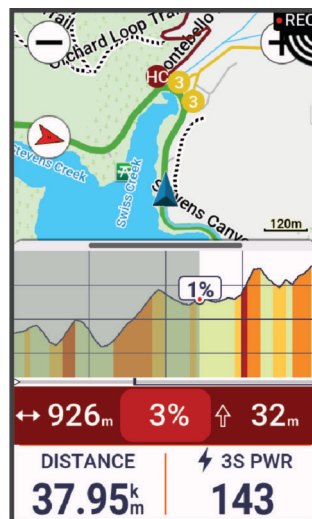 REC
Orchard Loop Trail
Montebello
HC
3
3
Stevens Creek
Swiss Creek
Stevens Canyo
120m
1%
926m 3% 32m
DISTANCE 3S PWR
37.95km 143